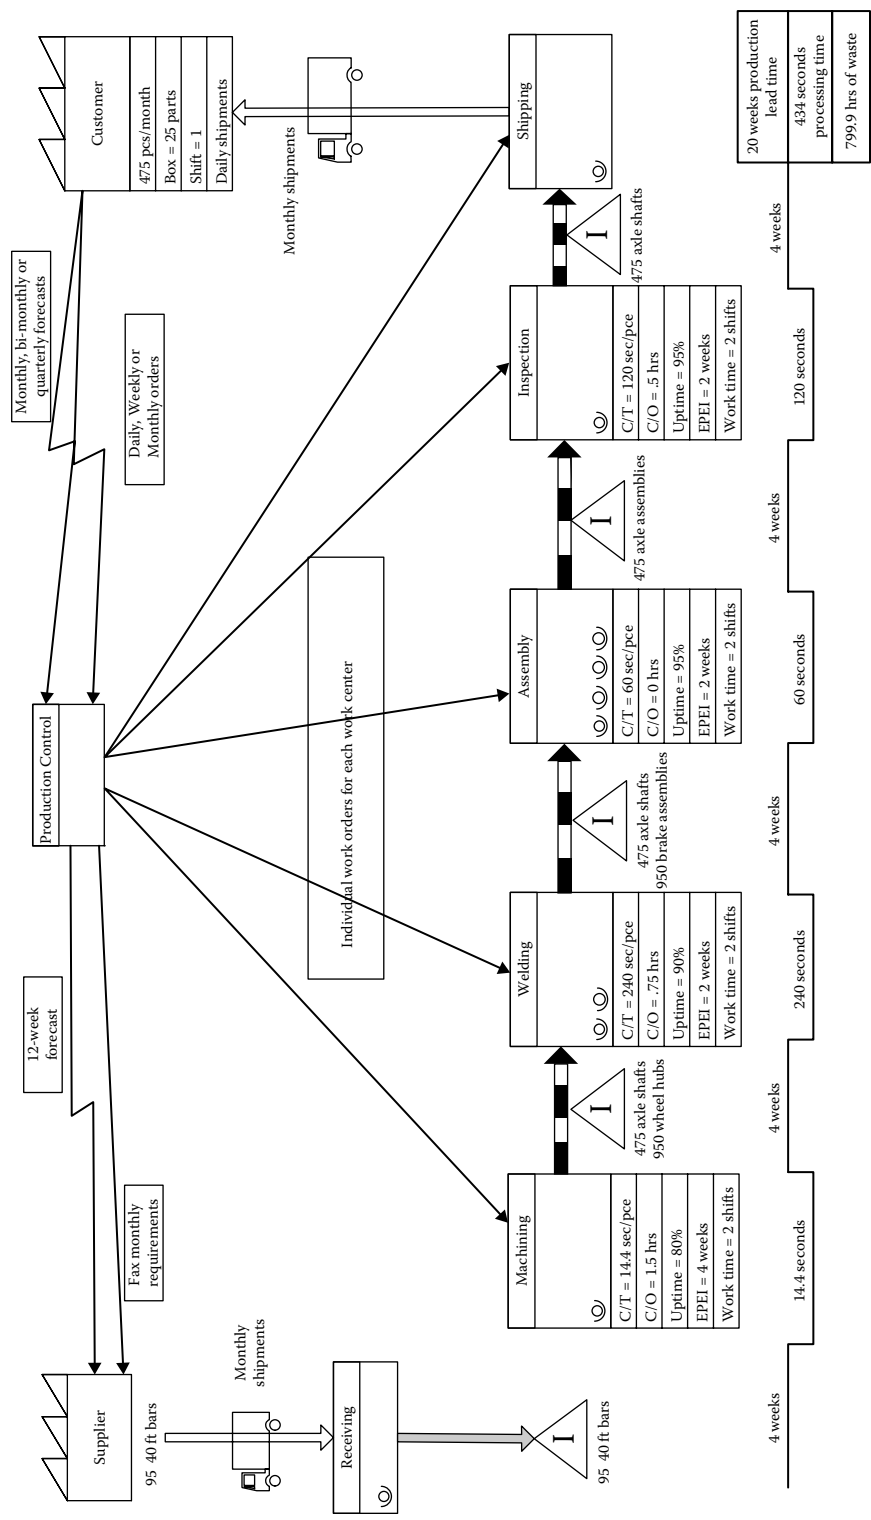 Supplier
95 40 ft bars
12-week
forecast
Fax monthly
requirements
Production Control
Monthly, bi-monthly or
quarterly forecasts
Daily, Weekly or
Monthly orders
Customer
475 pcs/month
Box = 25 parts
Shift = 1
Daily shipments
Monthly
shipments
Receiving
I
95 40 ft bars
Individual work orders for each work center
Monthly shipments
Machining
C/T = 14.4 sec/pce
C/O = 1.5 hrs
Uptime = 80%
EPEI = 4 weeks
Work time = 2 shifts
I
475 axle shafts
950 wheel hubs
Welding
C/T = 240 sec/pce
C/O = .75 hrs
Uptime = 90%
EPEI = 2 weeks
Work time = 2 shifts
I
475 axle shafts
950 brake assemblies
Assembly
C/T = 60 sec/pce
C/O = 0 hrs
Uptime = 95%
EPEI = 2 weeks
Work time = 2 shifts
I
475 axle assemblies
Inspection
C/T = 120 sec/pce
C/O = .5 hrs
Uptime = 95%
EPEI = 2 weeks
Work time = 2 shifts
I
475 axle shafts
Shipping
4 weeks
14.4 seconds
4 weeks
240 seconds
4 weeks
60 seconds
4 weeks
120 seconds
4 weeks
20 weeks production
lead time
434 seconds
processing time
799.9 hrs of waste